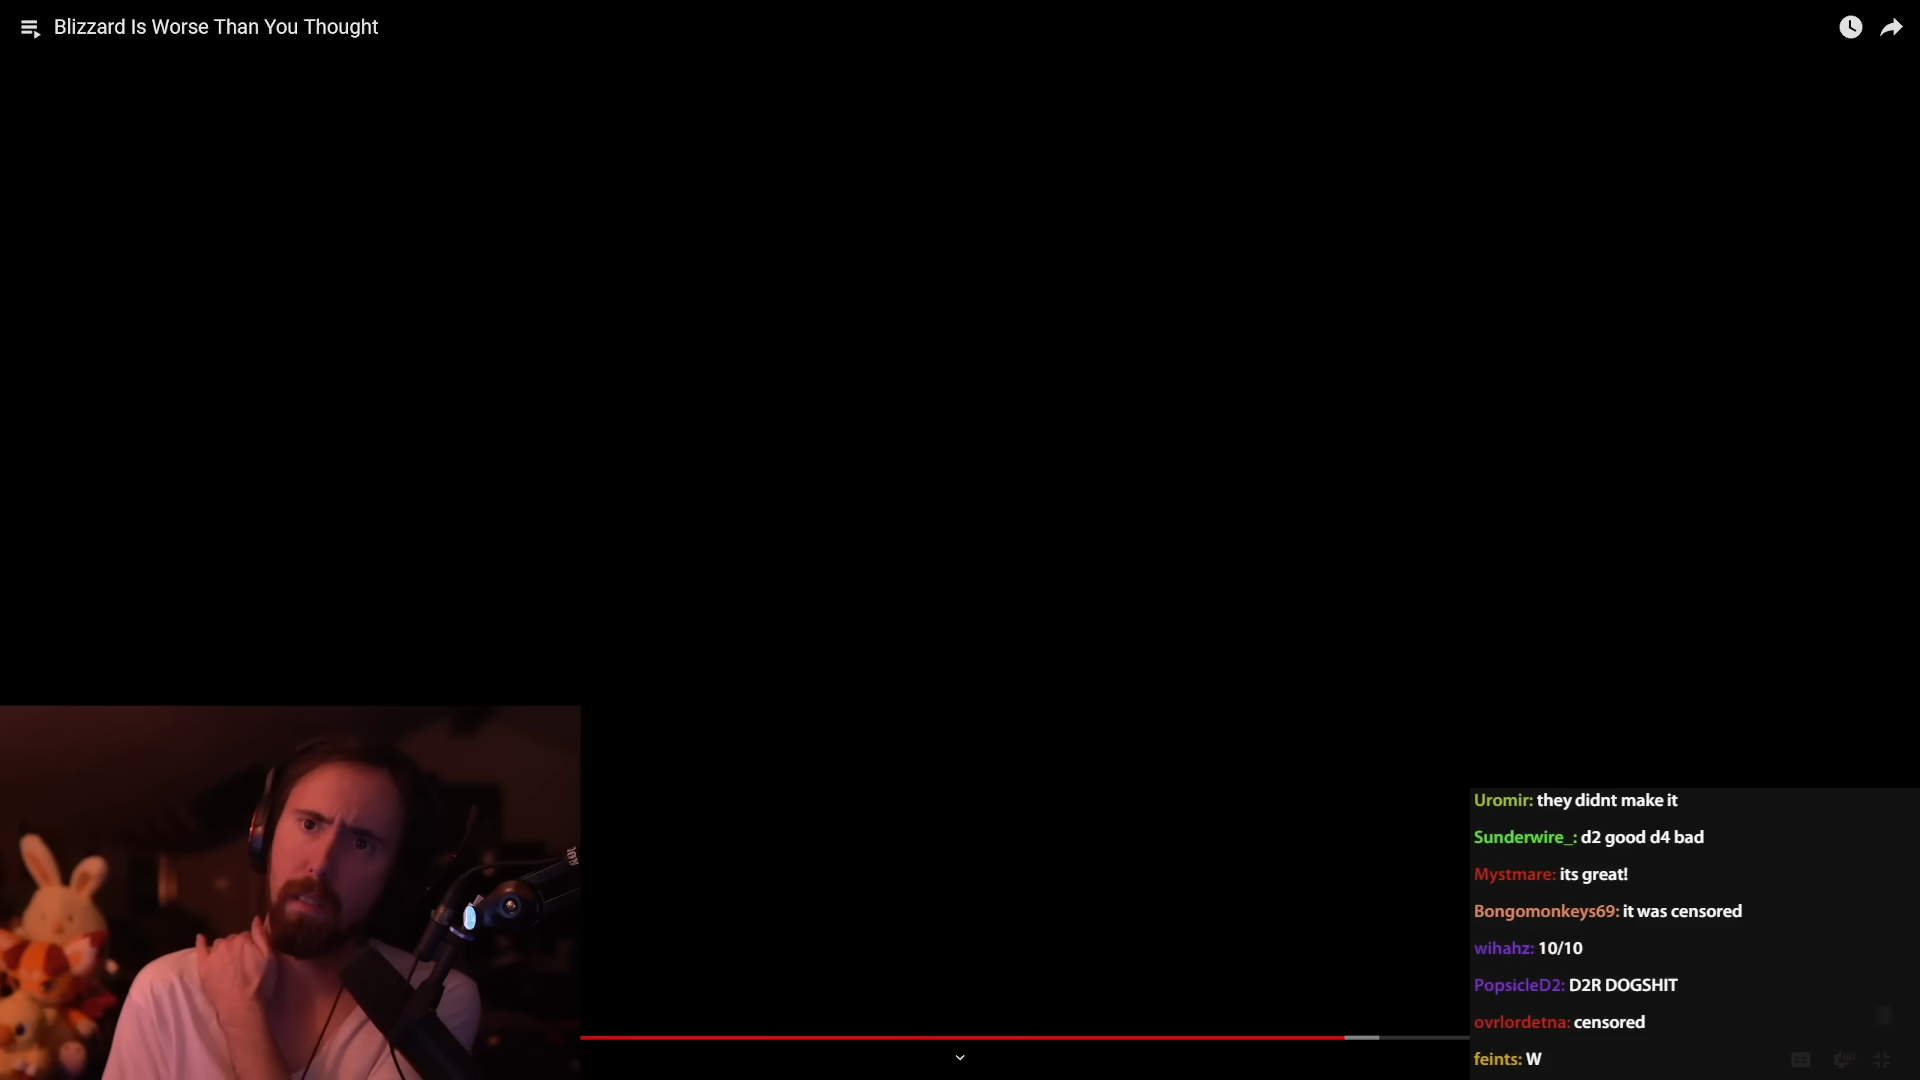 Blizzard Is Worse Than You Thought
Uromir: they didnt make it
Sunderwire_: d2 good d4 bad
Mystmare: its great!
Bongomonkeys69: it was censored
wihahz: 10/10
PopsicleD2: D2R DOGSHIT
ovrlordetna: censored
feints: W